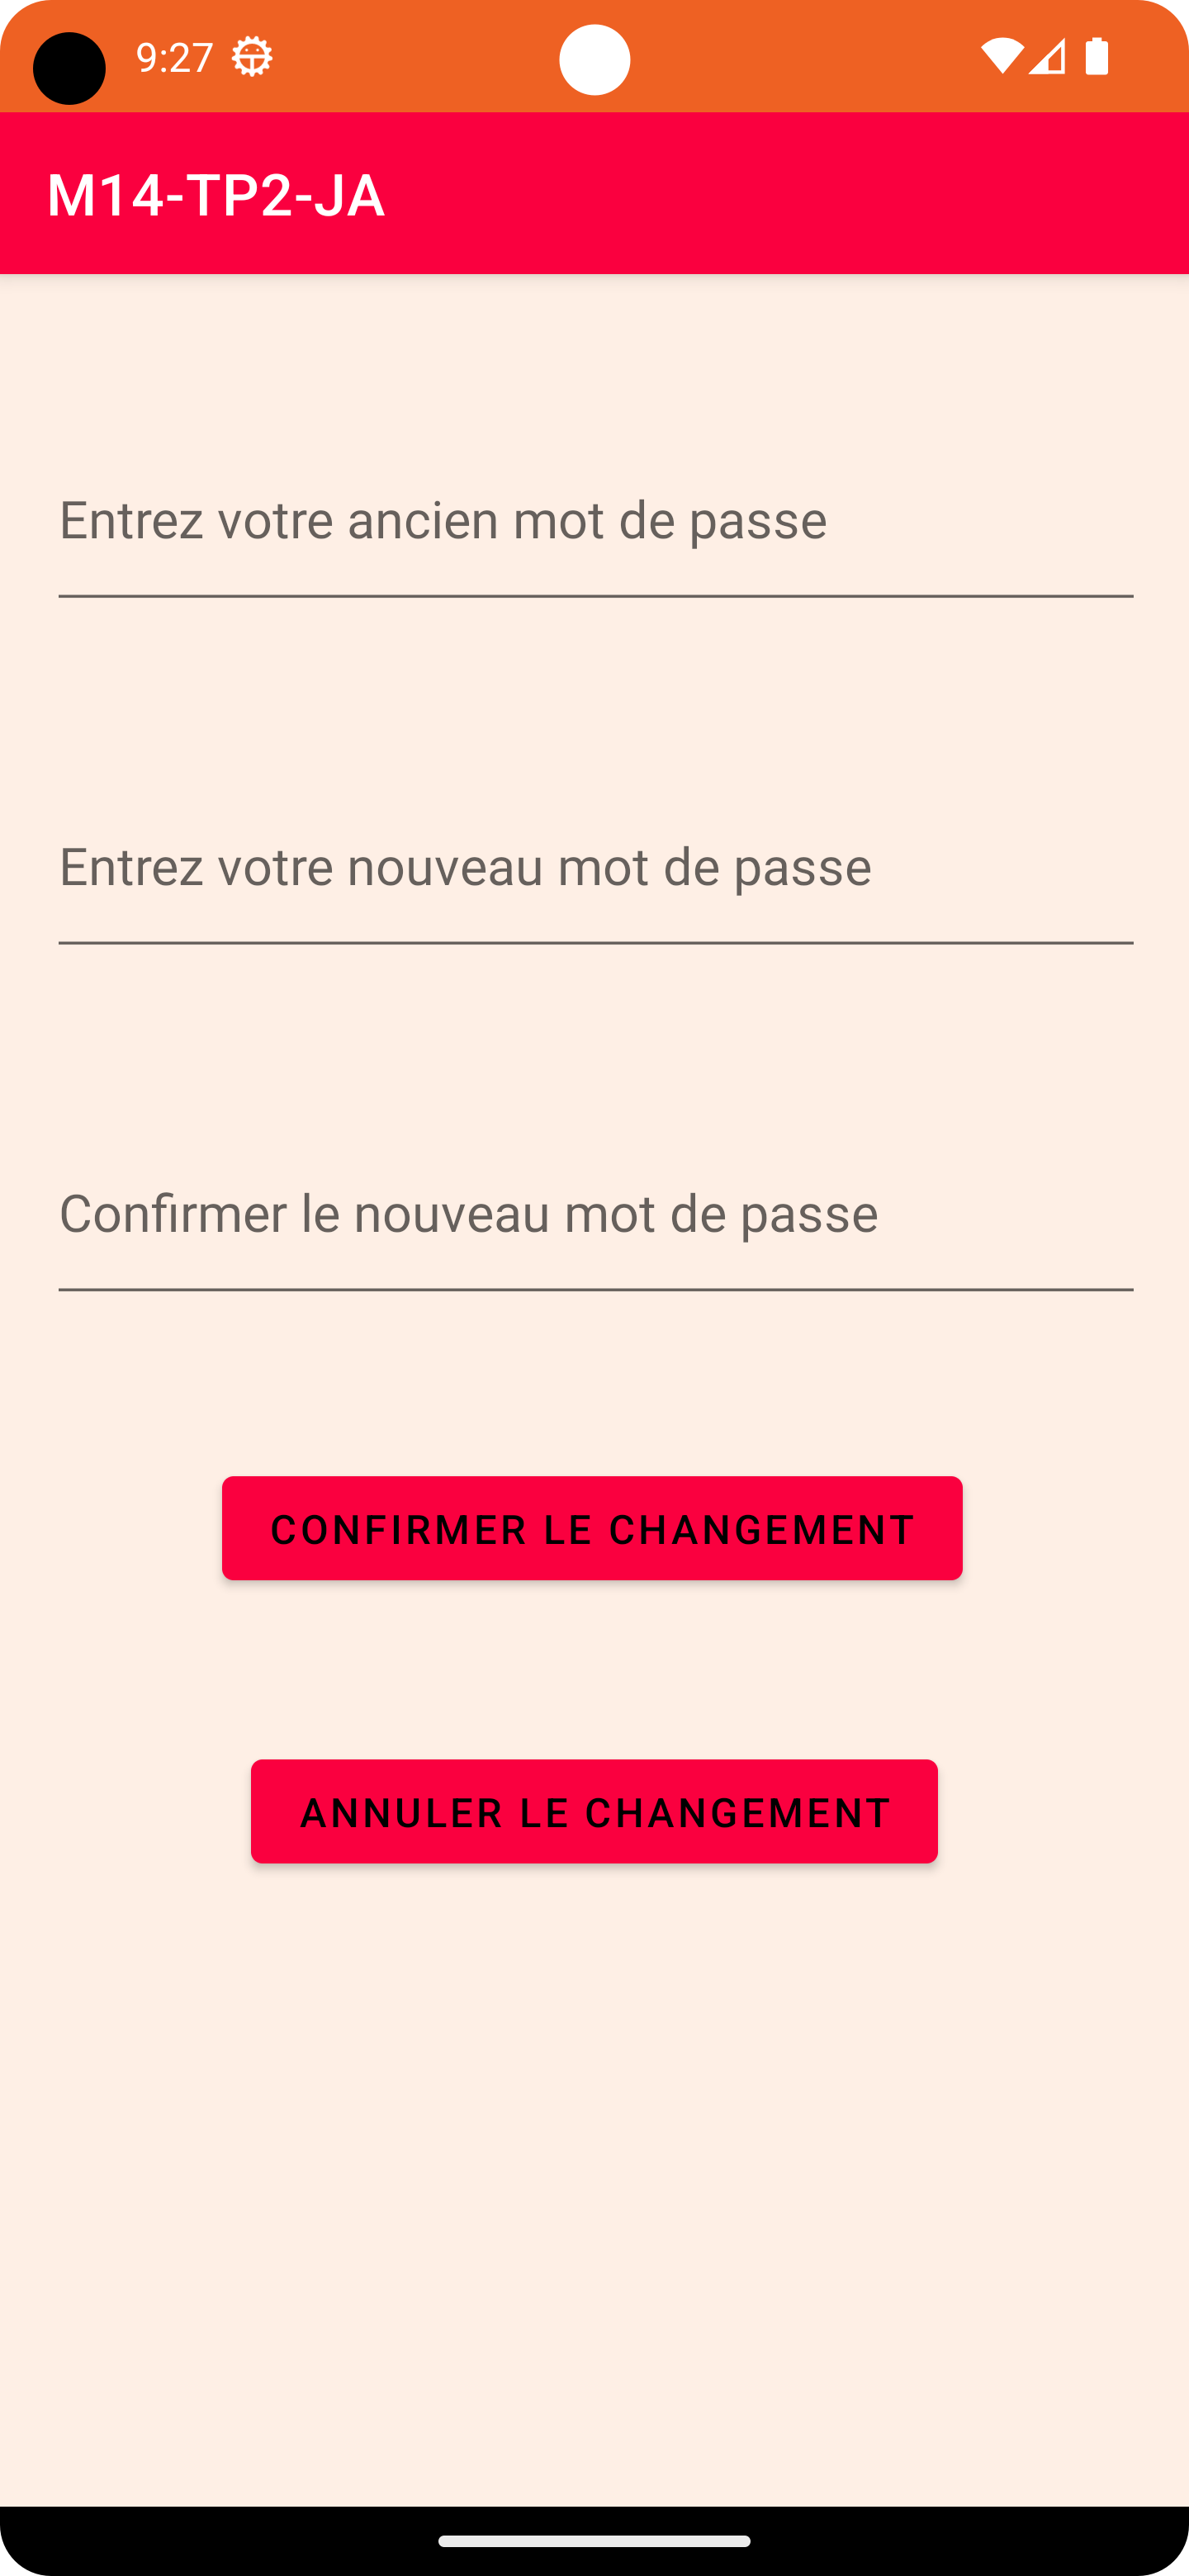 9:27
M14-TP2-JA
Entrez votre ancien mot de passe
Entrez votre nouveau mot de passe
Confirmer le nouveau mot de passe
CONFIRMER LE CHANGEMENT
ANNULER LE CHANGEMENT